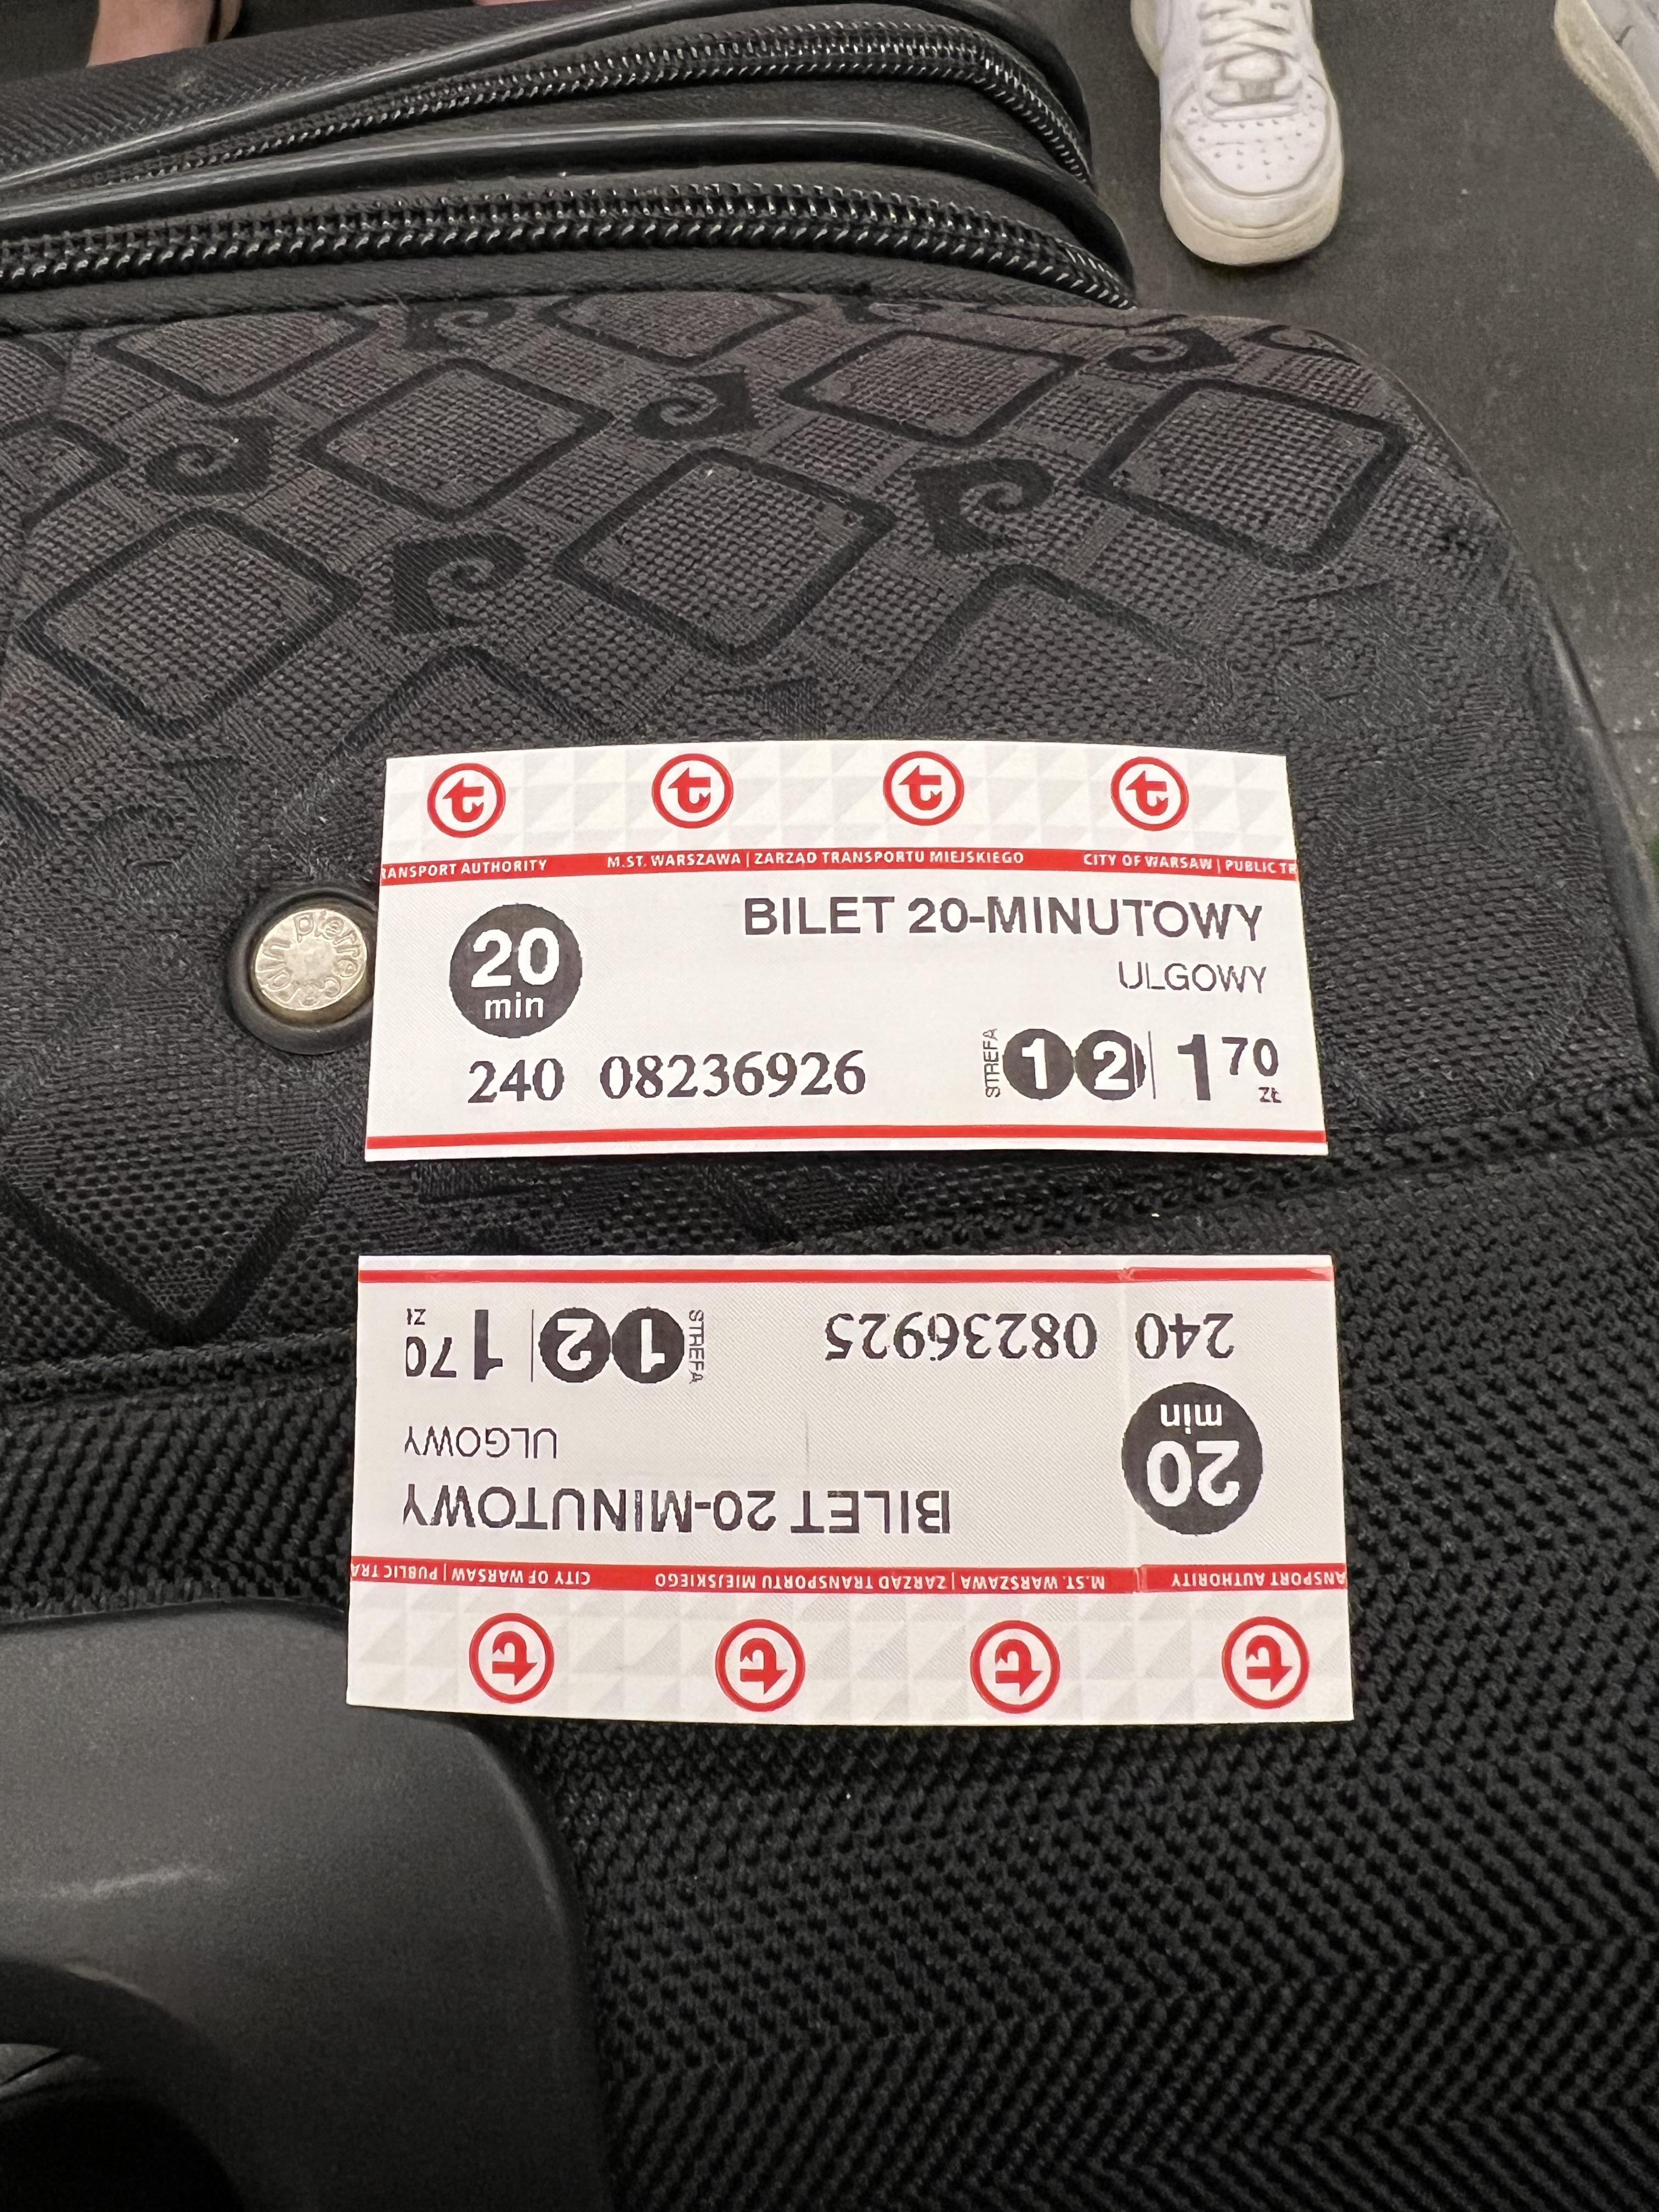 RANSPORT AUTHORITY M.ST. WARSZAWA | ZARZĄD TRANSPORTU MIEJSKIEGO CITY OF WARSAW | PUBLIC TR
BILET 20-MINUTOWY
20
min
ULGOWY
240 08236926
STREFA 1 2 | 1 70
ZŁ
ANSPORT AUTHORITY M.ST. WARSZAWA | ZARZĄD TRANSPORTU MIEJSKIEGO CITY OF WARSAW | PUBLIC TRA
BILET 20-MINUTOWY
20
min
ULGOWY
240 08236925
STREFA 1 2 | 1 70
ZŁ